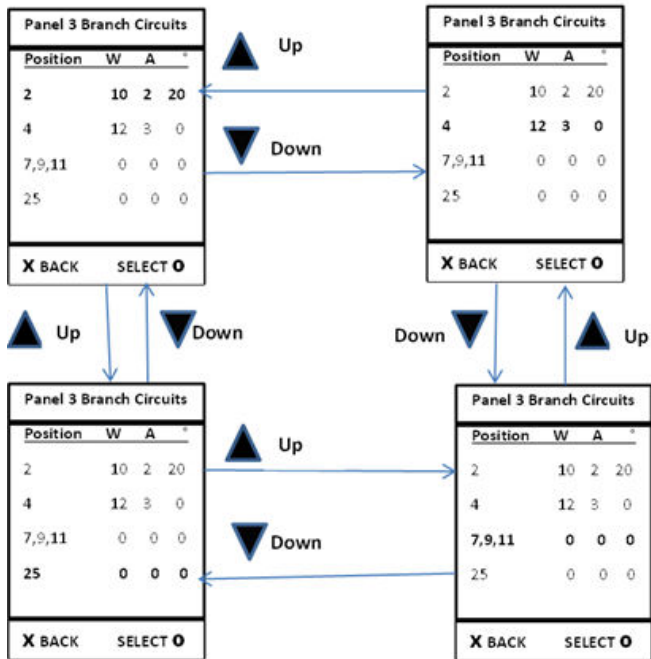 Panel 3 Branch Circuits
Position W A °
2 10 2 20
4 12 3 0
7,9,11 0 0 0
25 0 0 0
X BACK SELECT O
Up
Down
Panel 3 Branch Circuits
Position W A °
2 10 2 20
4 12 3 0
7,9,11 0 0 0
25 0 0 0
X BACK SELECT O
Up
Down
Down
Up
Panel 3 Branch Circuits
Position W A °
2 10 2 20
4 12 3 0
7,9,11 0 0 0
25 0 0 0
X BACK SELECT O
Up
Down
Panel 3 Branch Circuits
Position W A °
2 10 2 20
4 12 3 0
7,9,11 0 0 0
25 0 0 0
X BACK SELECT O